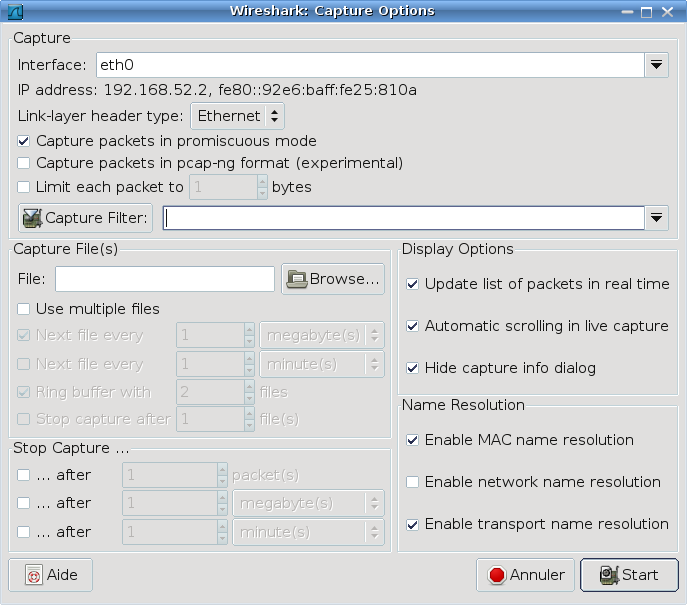 Wireshark: Capture Options
Capture
Interface: eth0
IP address: 192.168.52.2, fe80::92e6:baff:fe25:810a
Link-layer header type: Ethernet
Capture packets in promiscuous mode
Capture packets in pcap-ng format (experimental)
Limit each packet to 1 bytes
Capture Filter:
Capture File(s)
File: Browse...
Use multiple files
Next file every 1 megabyte(s)
Next file every 1 minute(s)
Ring buffer with 2 files
Stop capture after 1 file(s)
Stop Capture ...
... after 1 packet(s)
... after 1 megabyte(s)
... after 1 minute(s)
Display Options
Update list of packets in real time
Automatic scrolling in live capture
Hide capture info dialog
Name Resolution
Enable MAC name resolution
Enable network name resolution
Enable transport name resolution
Aide
Annuler
Start